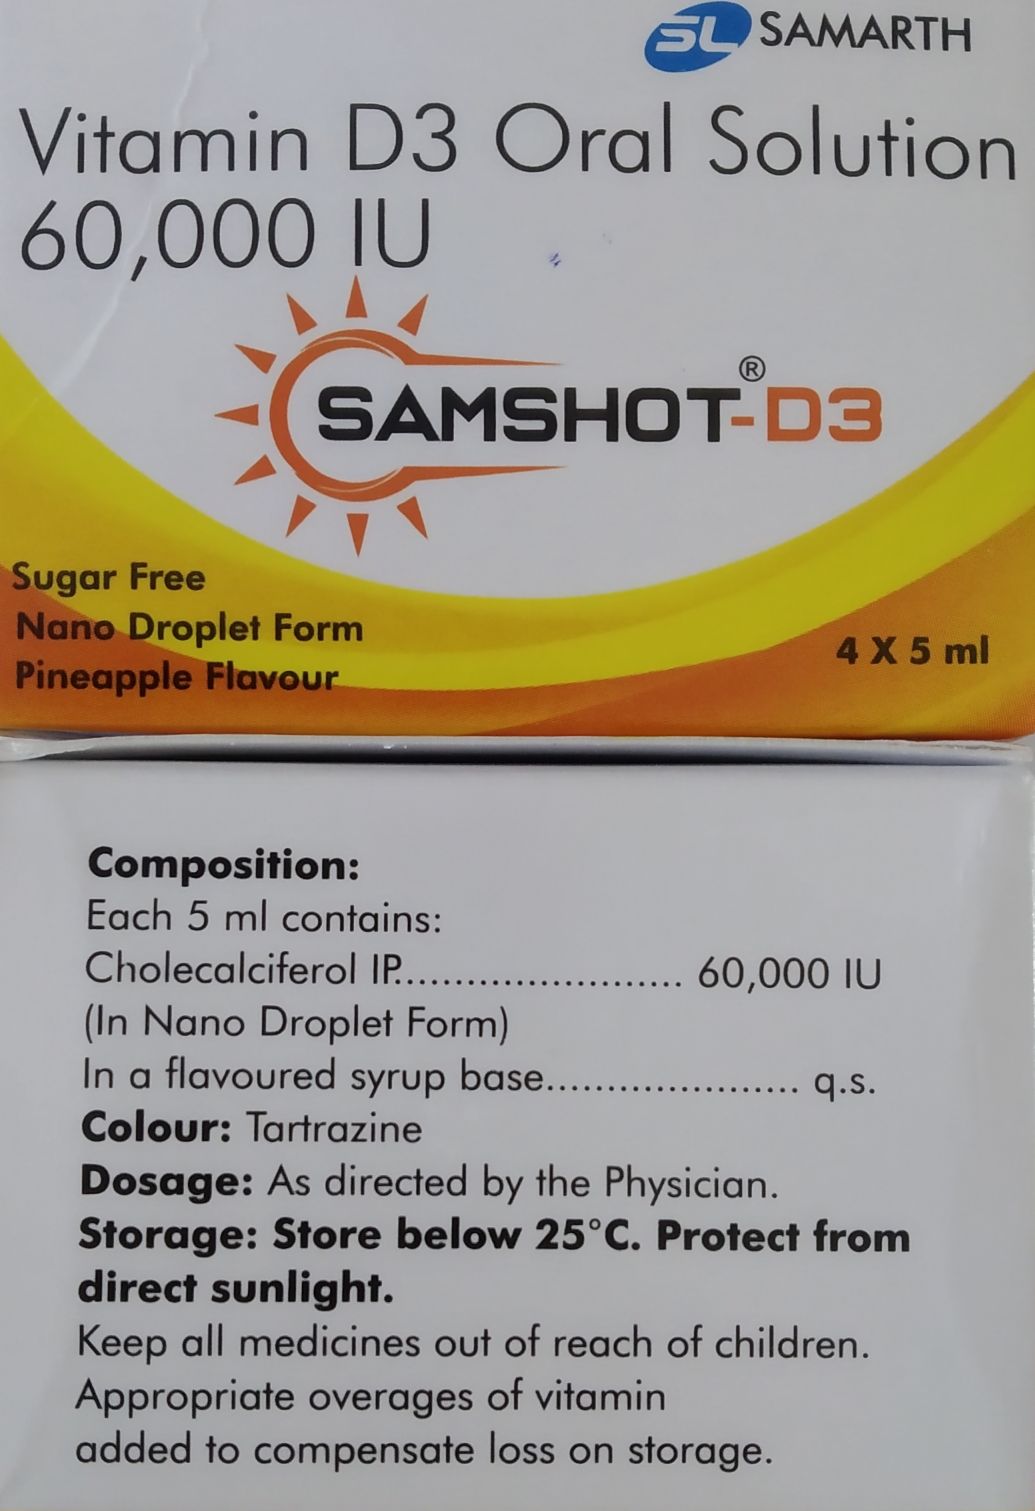 SL SAMARTH
Vitamin D3 Oral Solution
60,000 IU
SAMSHOT-D3®
Sugar Free
Nano Droplet Form
Pineapple Flavour
4 X 5 ml
Composition:
Each 5 ml contains:
Cholecalciferol IP........................ 60,000 IU
(In Nano Droplet Form)
In a flavoured syrup base..................... q.s.
Colour: Tartrazine
Dosage: As directed by the Physician.
Storage: Store below 25°C. Protect from
direct sunlight.
Keep all medicines out of reach of children.
Appropriate overages of vitamin
added to compensate loss on storage.